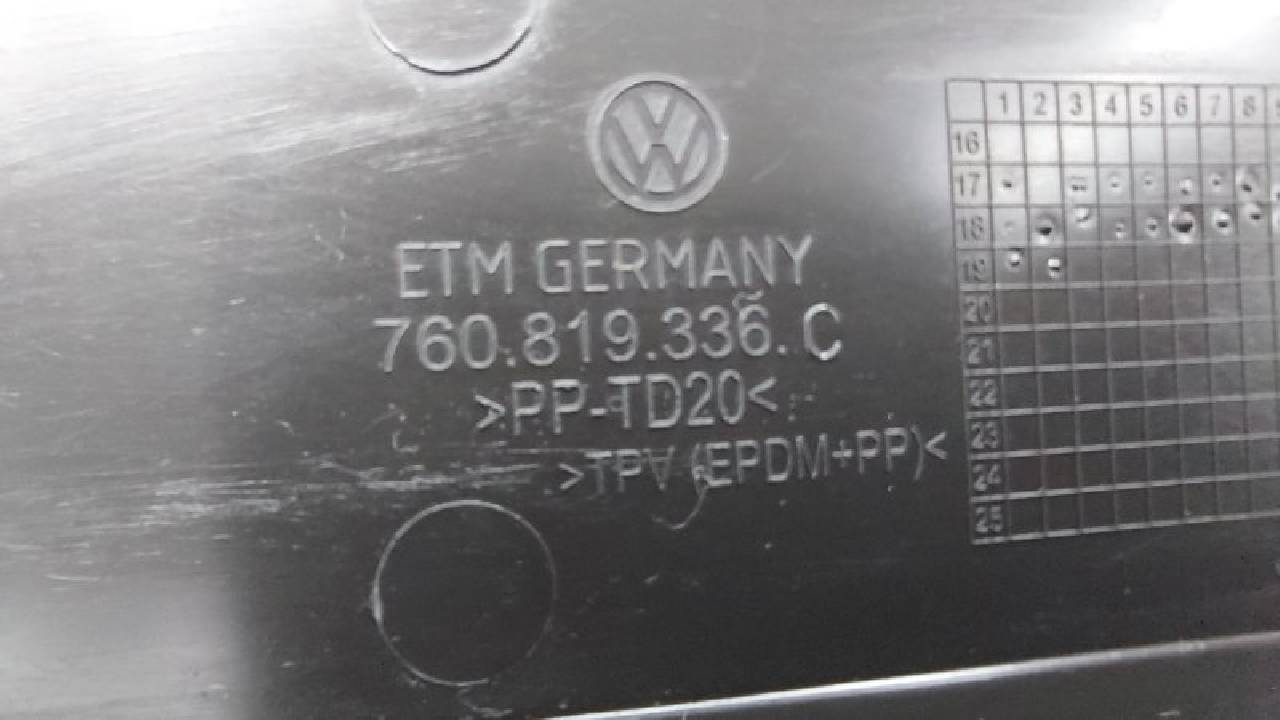 VW
ETM GERMANY
760.819.336.C
>PP-TD20<
>TPV (EPDM+PP)<
1 2 3 4 5 6 7 8
16
17
18
19
20
21
22
23
24
25